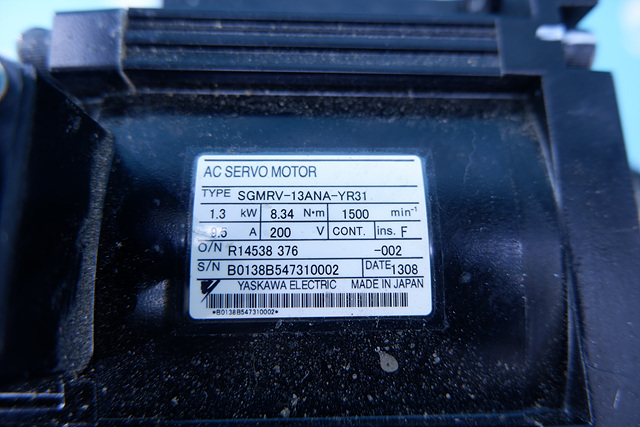 AC SERVO MOTOR
TYPE SGMRV-13ANA-YR31
1.3 kW 8.34 N•m 1500 min⁻¹
A 200 V CONT. ins. F
O/N R14538 376 -002
S/N B0138B547310002 DATE 1308
YASKAWA ELECTRIC MADE IN JAPAN
*B0138B547310002*